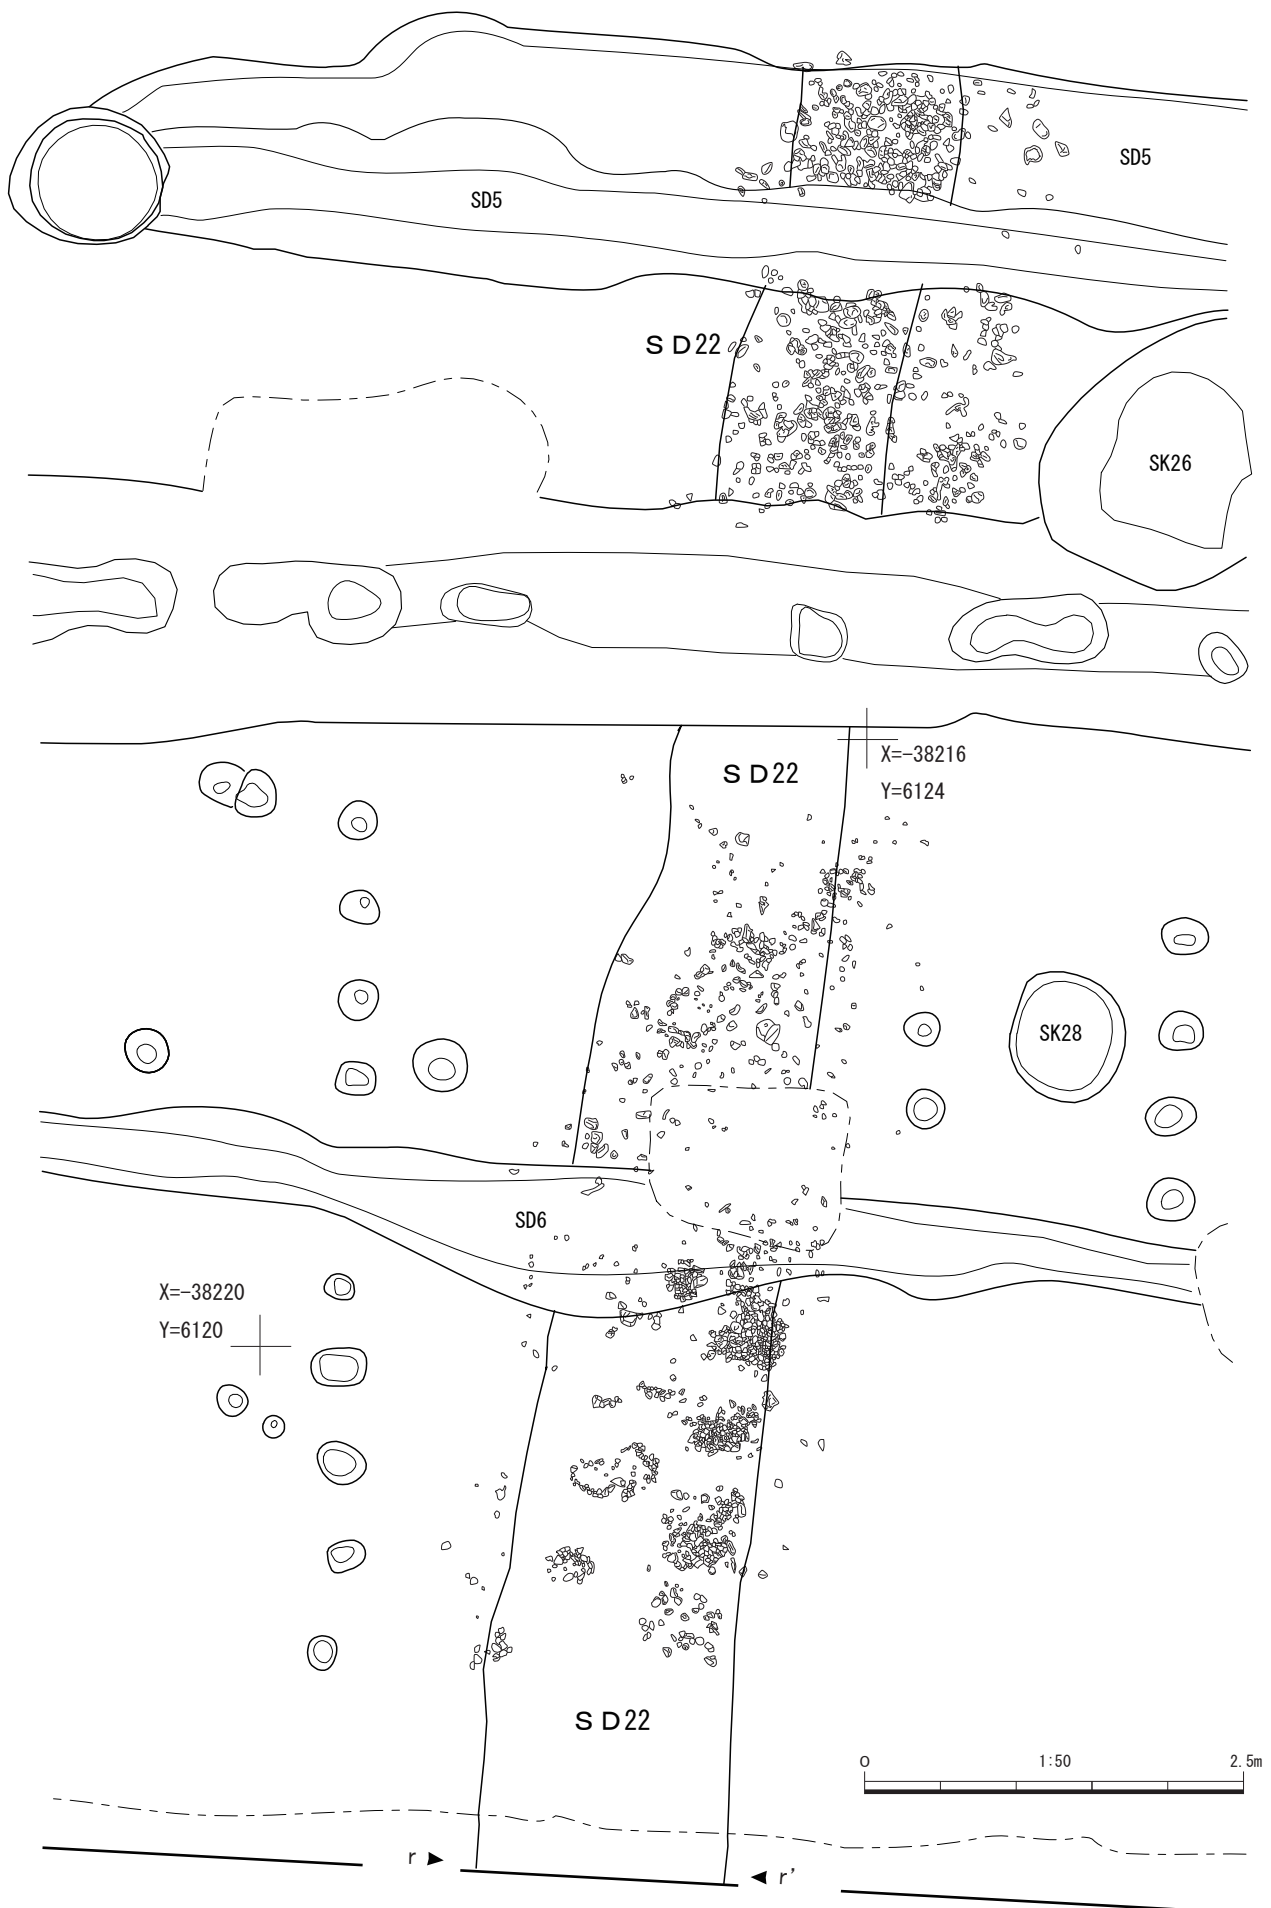 SD5
SD5
ＳＤ22
SK26
ＳＤ22
X=-38216
Y=6124
SK28
SD6
X=-38220
Y=6120
ＳＤ22
0 1:50 2.5m
r ►
◄ r'